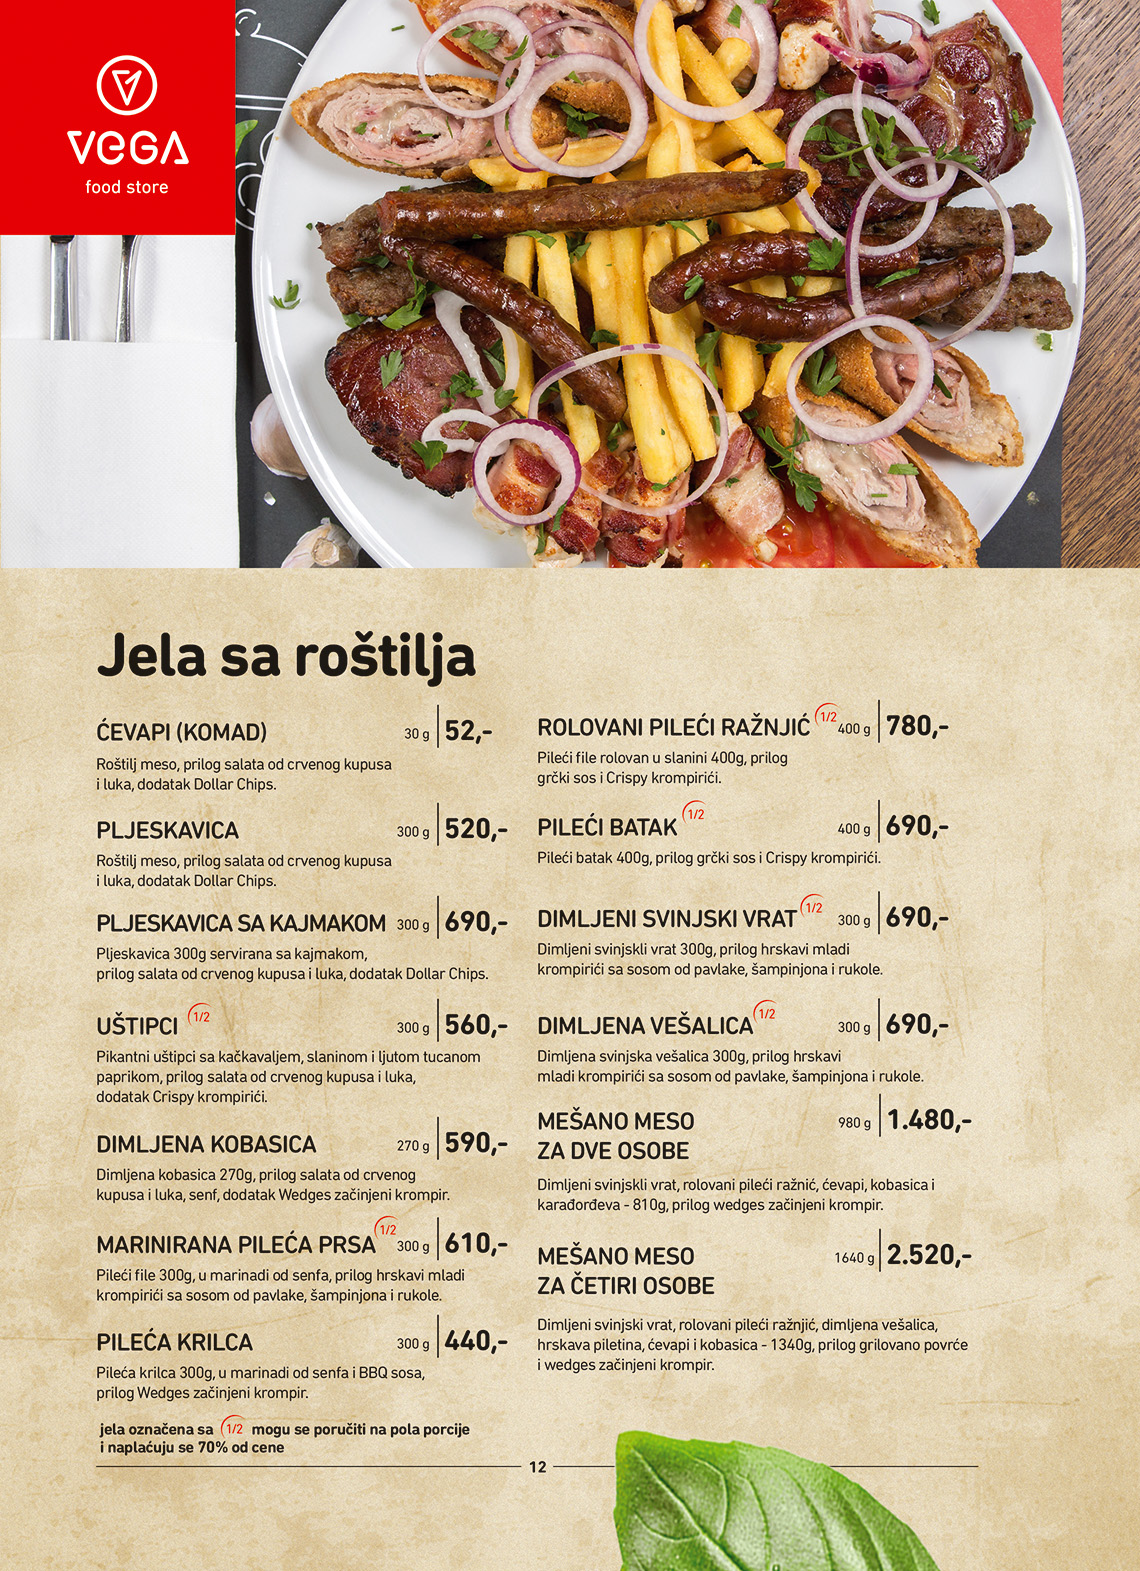 VEGA
food store
Jela sa roštilja
ĆEVAPI (KOMAD) 30 g 52,-
Roštilj meso, prilog salata od crvenog kupusa
i luka, dodatak Dollar Chips.
PLJESKAVICA 300 g 520,-
Roštilj meso, prilog salata od crvenog kupusa
i luka, dodatak Dollar Chips.
PLJESKAVICA SA KAJMAKOM 300 g 690,-
Pljeskavica 300g servirana sa kajmakom,
prilog salata od crvenog kupusa i luka, dodatak Dollar Chips.
UŠTIPCI 1/2 300 g 560,-
Pikantni uštipci sa kačkavaljem, slaninom i ljutom tucanom
paprikom, prilog salata od crvenog kupusa i luka,
dodatak Crispy krompirići.
DIMLJENA KOBASICA 270 g 590,-
Dimljena kobasica 270g, prilog salata od crvenog
kupusa i luka, senf, dodatak Wedges začinjeni krompir.
MARINIRANA PILEĆA PRSA 1/2 300 g 610,-
Pileći file 300g, u marinadi od senfa, prilog hrskavi mladi
krompirići sa sosom od pavlake, šampinjona i rukole.
PILEĆA KRILCA 300 g 440,-
Pileća krilca 300g, u marinadi od senfa i BBQ sosa,
prilog Wedges začinjeni krompir.
jela označena sa 1/2 mogu se poručiti na pola porcije
i naplaćuju se 70% od cene
ROLOVANI PILEĆI RAŽNJIĆ 1/2 400 g 780,-
Pileći file rolovan u slanini 400g, prilog
grčki sos i Crispy krompirići.
PILEĆI BATAK 1/2 400 g 690,-
Pileći batak 400g, prilog grčki sos i Crispy krompirići.
DIMLJENI SVINJSKI VRAT 1/2 300 g 690,-
Dimljeni svinjskli vrat 300g, prilog hrskavi mladi
krompirići sa sosom od pavlake, šampinjona i rukole.
DIMLJENA VEŠALICA 1/2 300 g 690,-
Dimljena svinjska vešalica 300g, prilog hrskavi
mladi krompirići sa sosom od pavlake, šampinjona i rukole.
MEŠANO MESO 980 g 1.480,-
ZA DVE OSOBE
Dimljeni svinjskli vrat, rolovani pileći ražnić, ćevapi, kobasica i
karađorđeva - 810g, prilog wedges začinjeni krompir.
MEŠANO MESO 1640 g 2.520,-
ZA ČETIRI OSOBE
Dimljeni svinjski vrat, rolovani pileći ražnjić, dimljena vešalica,
hrskava piletina, ćevapi i kobasica - 1340g, prilog grilovano povrće
i wedges začinjeni krompir.
12